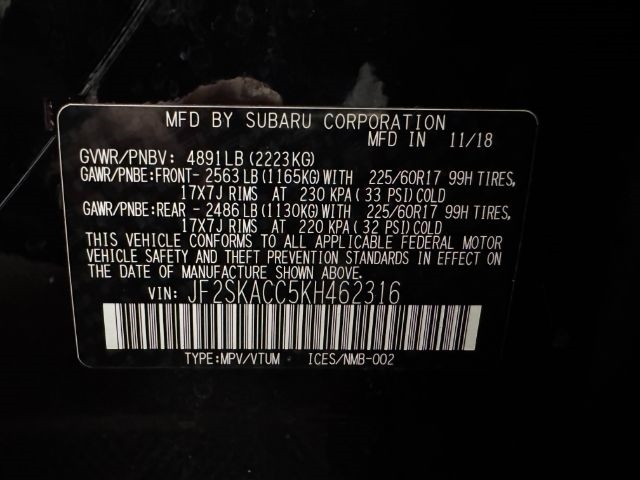 MFD BY SUBARU CORPORATION
MFD IN 11/18
GVWR/PNBV: 4891LB (2223KG)
GAWR/PNBE:FRONT- 2563LB(1165KG)WITH 225/60R17 99H TIRES,
17X7J RIMS AT 230 KPA (33 PSI)COLD
GAWR/PNBE:REAR - 2486LB(1130KG)WITH 225/60R17 99H TIRES,
17X7J RIMS AT 220 KPA (32 PSI)COLD
THIS VEHICLE CONFORMS TO ALL APPLICABLE FEDERAL MOTOR
VEHICLE SAFETY AND THEFT PREVENTION STANDARDS IN EFFECT ON
THE DATE OF MANUFACTURE SHOWN ABOVE.
VIN: JF2SKACC5KH462316
TYPE:MPV/VTUM ICES/NMB-002